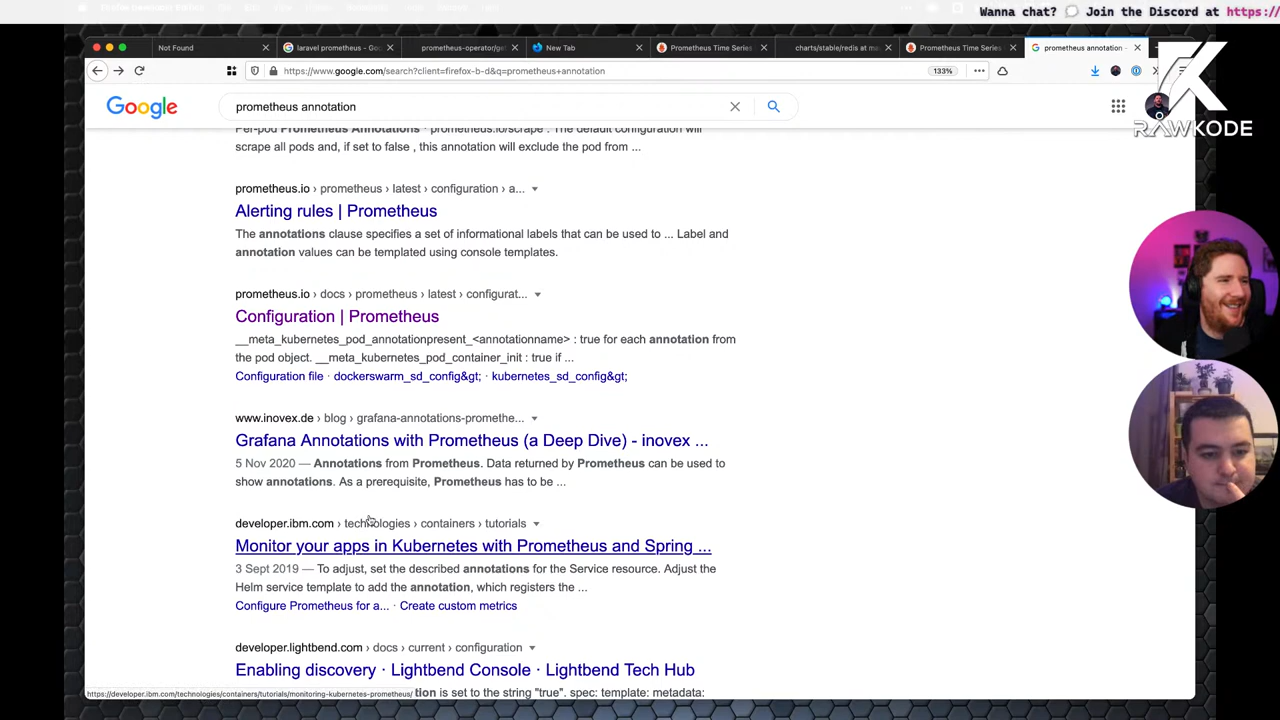 Wanna chat? 💬 Join the Discord at https://
Not Found
laravel prometheus - Goo
prometheus-operator/ge
New Tab
Prometheus Time Series
charts/stable/redis at m
Prometheus Time Series
prometheus annotation -
https://www.google.com/search?client=firefox-b-d&q=prometheus+annotation
133%
Google
prometheus annotation
RAWKODE
Per-pod Prometheus Annotations · prometheus.io/scrape : The default configuration will
scrape all pods and, if set to false , this annotation will exclude the pod from ...
prometheus.io › prometheus › latest › configuration › a...
Alerting rules | Prometheus
The annotations clause specifies a set of informational labels that can be used to ... Label and
annotation values can be templated using console templates.
prometheus.io › docs › prometheus › latest › configurat...
Configuration | Prometheus
__meta_kubernetes_pod_annotationpresent_<annotationname> : true for each annotation from
the pod object. __meta_kubernetes_pod_container_init : true if ...
Configuration file · dockerswarm_sd_config&gt; · kubernetes_sd_config&gt;
www.inovex.de › blog › grafana-annotations-promethe...
Grafana Annotations with Prometheus (a Deep Dive) - inovex ...
5 Nov 2020 — Annotations from Prometheus. Data returned by Prometheus can be used to
show annotations. As a prerequisite, Prometheus has to be ...
developer.ibm.com › technologies › containers › tutorials
Monitor your apps in Kubernetes with Prometheus and Spring ...
3 Sept 2019 — To adjust, set the described annotations for the Service resource. Adjust the
Helm service template to add the annotation, which registers the ...
Configure Prometheus for a... · Create custom metrics
developer.lightbend.com › docs › current › configuration
Enabling discovery · Lightbend Console · Lightbend Tech Hub
https://developer.ibm.com/technologies/containers/tutorials/monitoring-kubernetes-prometheus/
tion is set to the string "true". spec: template: metadata: